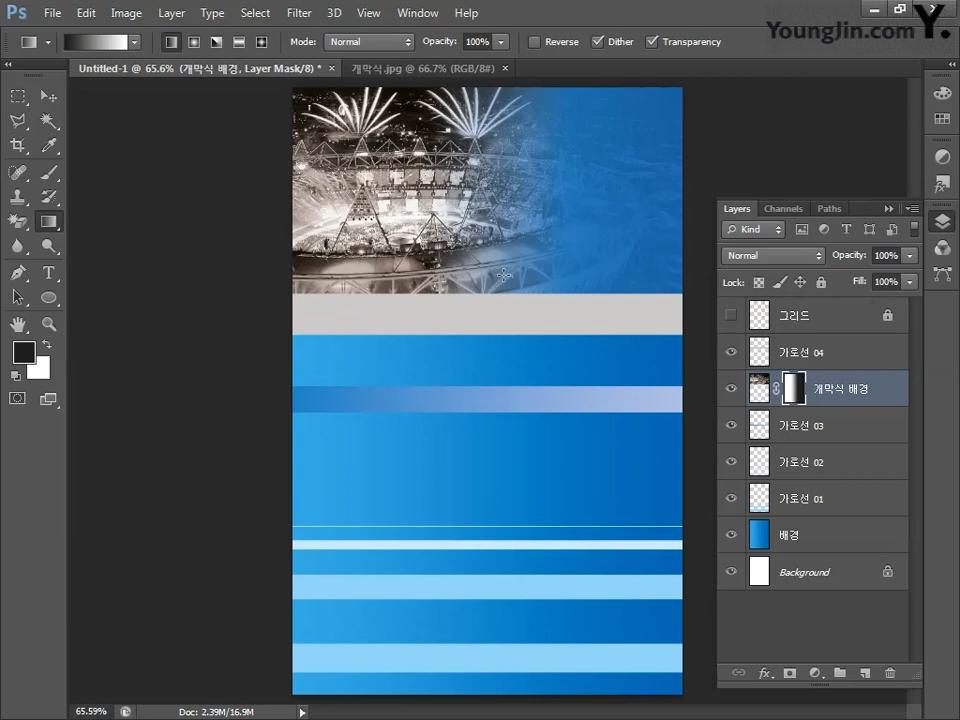 Ps File Edit Image Layer Type Select Filter 3D View Window Help
Mode: Normal Opacity: 100% Reverse Dither Transparency
YoungJin.com Y.
Untitled-1 @ 65.6% (개막식 배경, Layer Mask/8) * × 개막식.jpg @ 66.7% (RGB/8#) ×
Layers Channels Paths
Kind
Normal Opacity: 100%
Lock: Fill: 100%
그리드
가로선 04
개막식 배경
가로선 03
가로선 02
가로선 01
배경
Background
65.59% Doc: 2.39M/16.9M